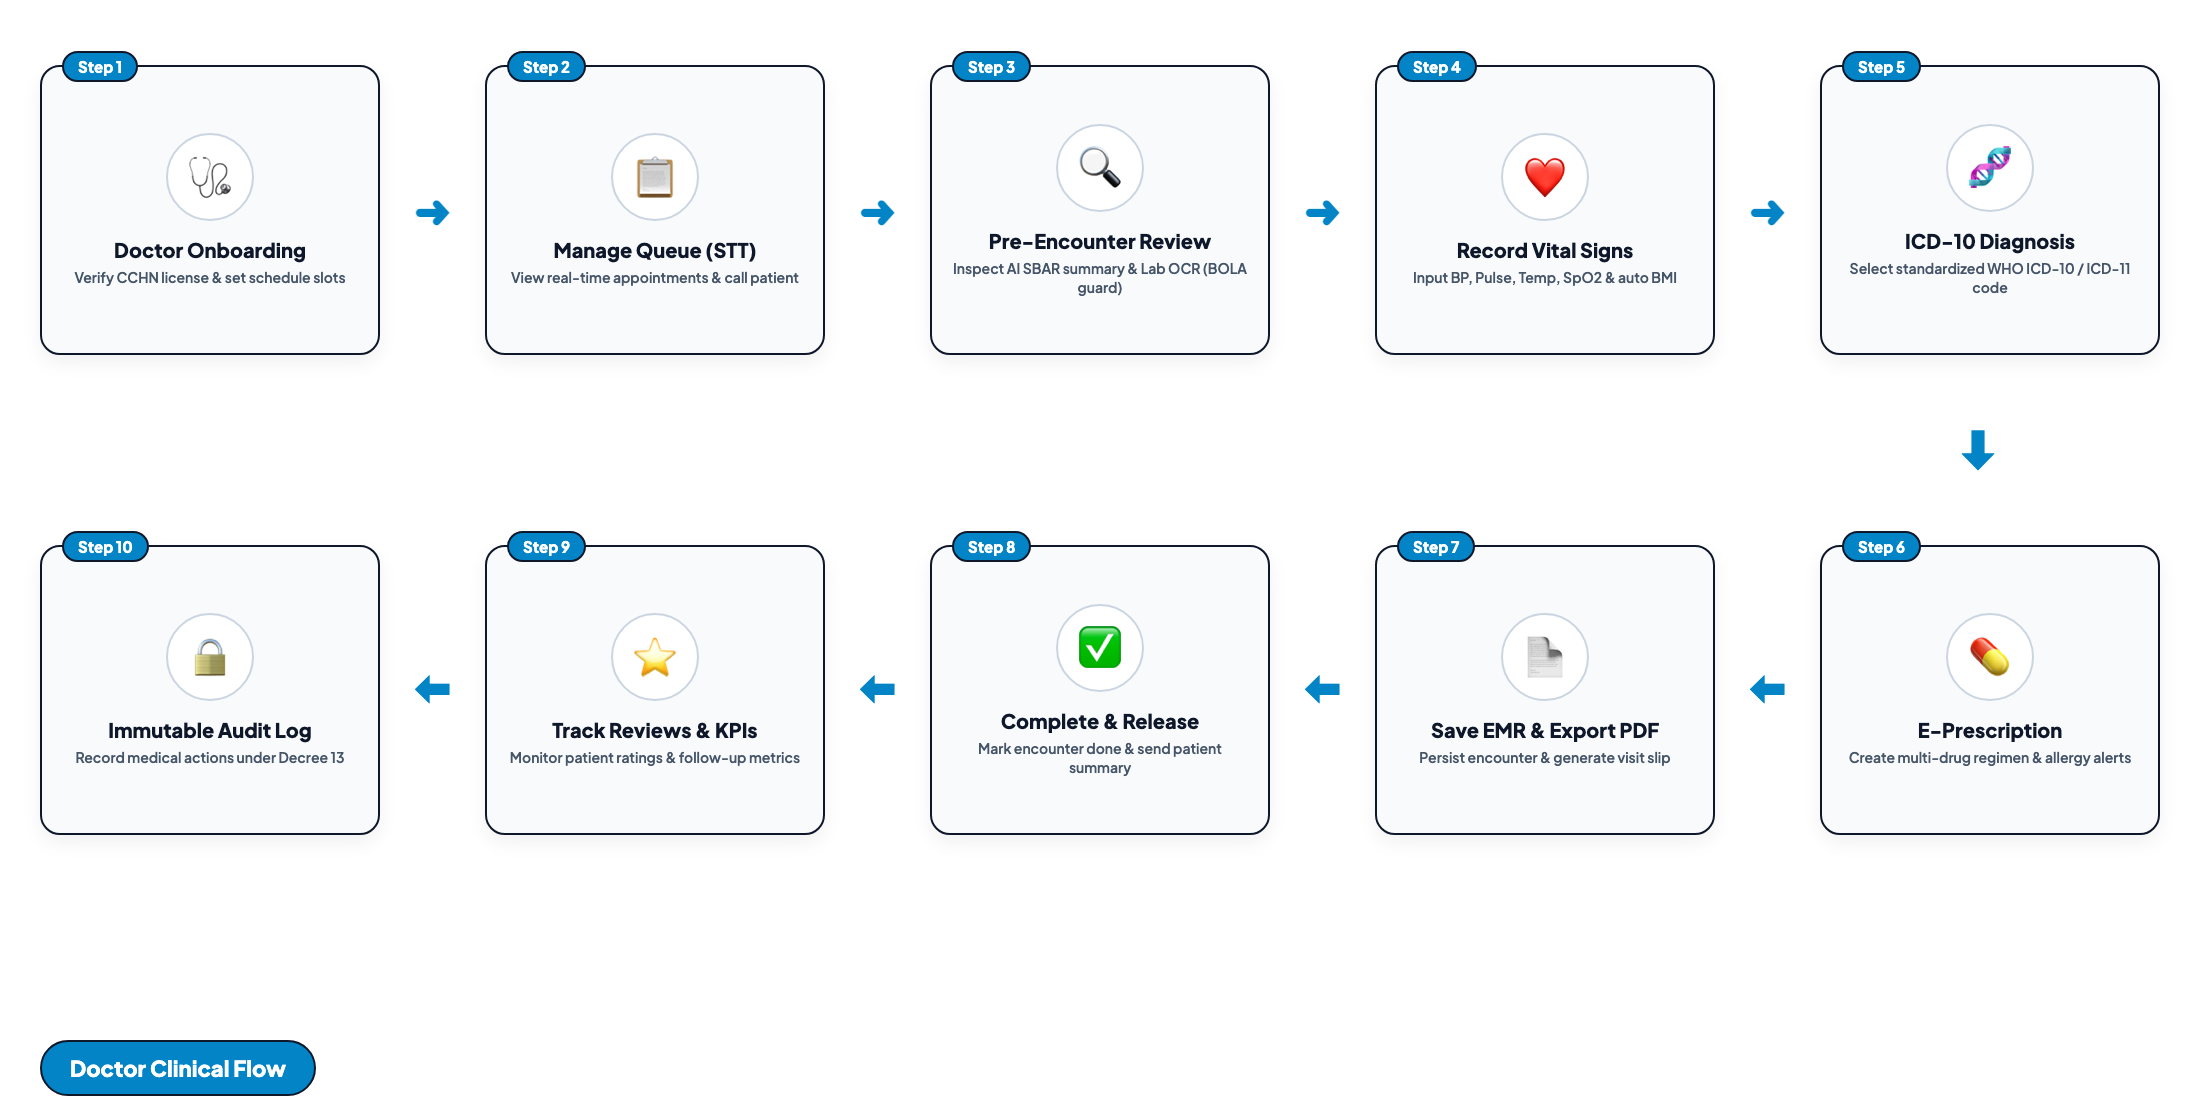 Step 1
Doctor Onboarding
Verify CCHN license & set schedule slots
Step 2
Manage Queue (STT)
View real-time appointments & call patient
Step 3
Pre-Encounter Review
Inspect AI SBAR summary & Lab OCR (BOLA
guard)
Step 4
Record Vital Signs
Input BP, Pulse, Temp, SpO2 & auto BMI
Step 5
ICD-10 Diagnosis
Select standardized WHO ICD-10 / ICD-11
code
Step 6
E-Prescription
Create multi-drug regimen & allergy alerts
Step 7
Save EMR & Export PDF
Persist encounter & generate visit slip
Step 8
Complete & Release
Mark encounter done & send patient
summary
Step 9
Track Reviews & KPIs
Monitor patient ratings & follow-up metrics
Step 10
Immutable Audit Log
Record medical actions under Decree 13
Doctor Clinical Flow